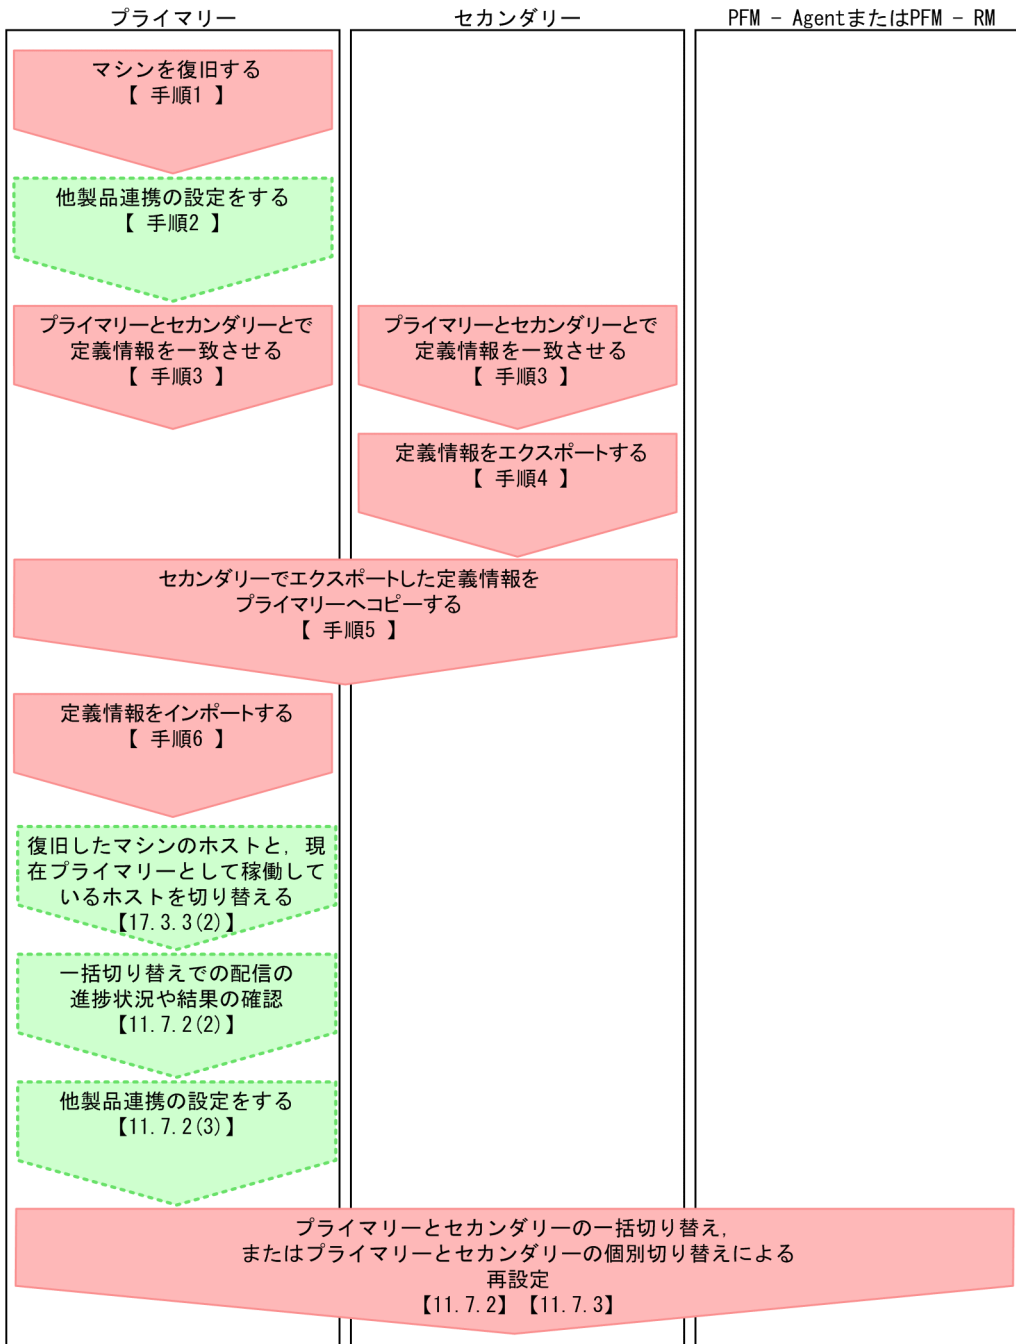 プライマリー
セカンダリー
PFM - AgentまたはPFM - RM
マシンを復旧する
【 手順1 】
他製品連携の設定をする
【 手順2 】
プライマリーとセカンダリーとで
定義情報を一致させる
【 手順3 】
プライマリーとセカンダリーとで
定義情報を一致させる
【 手順3 】
定義情報をエクスポートする
【 手順4 】
セカンダリーでエクスポートした定義情報を
プライマリーへコピーする
【 手順5 】
定義情報をインポートする
【 手順6 】
復旧したマシンのホストと，現
在プライマリーとして稼働して
いるホストを切り替える
【17.3.3(2)】
一括切り替えでの配信の
進捗状況や結果の確認
【11.7.2(2)】
他製品連携の設定をする
【11.7.2(3)】
プライマリーとセカンダリーの一括切り替え，
またはプライマリーとセカンダリーの個別切り替えによる
再設定
【11.7.2】【11.7.3】